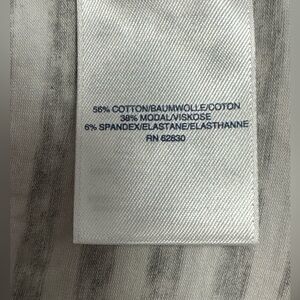 56% COTTON/BAUMWOLLE/COTON
38% MODAL/VISKOSE
6% SPANDEX/ELASTANE/ELASTHANNE
RN 62830